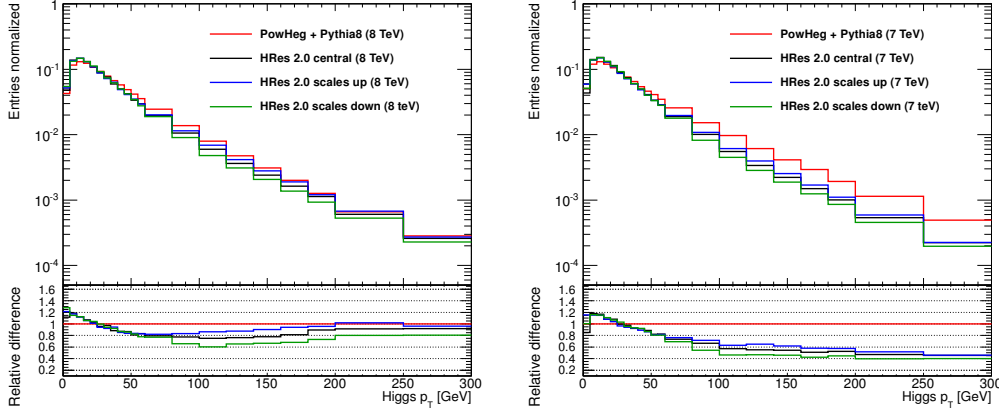 Entries normalized
10⁻¹
10⁻²
10⁻³
10⁻⁴
PowHeg + Pythia8 (8 TeV)
HRes 2.0 central (8 TeV)
HRes 2.0 scales up (8 TeV)
HRes 2.0 scales down (8 teV)
Relative difference
1.6
1.4
1.2
1
0.8
0.6
0.4
0.2
0 50 100 150 200 250 300
Higgs p_T [GeV]
Entries normalized
10⁻¹
10⁻²
10⁻³
10⁻⁴
PowHeg + Pythia8 (7 TeV)
HRes 2.0 central (7 TeV)
HRes 2.0 scales up (7 TeV)
HRes 2.0 scales down (7 teV)
Relative difference
1.6
1.4
1.2
1
0.8
0.6
0.4
0.2
0 50 100 150 200 250 300
Higgs p_T [GeV]